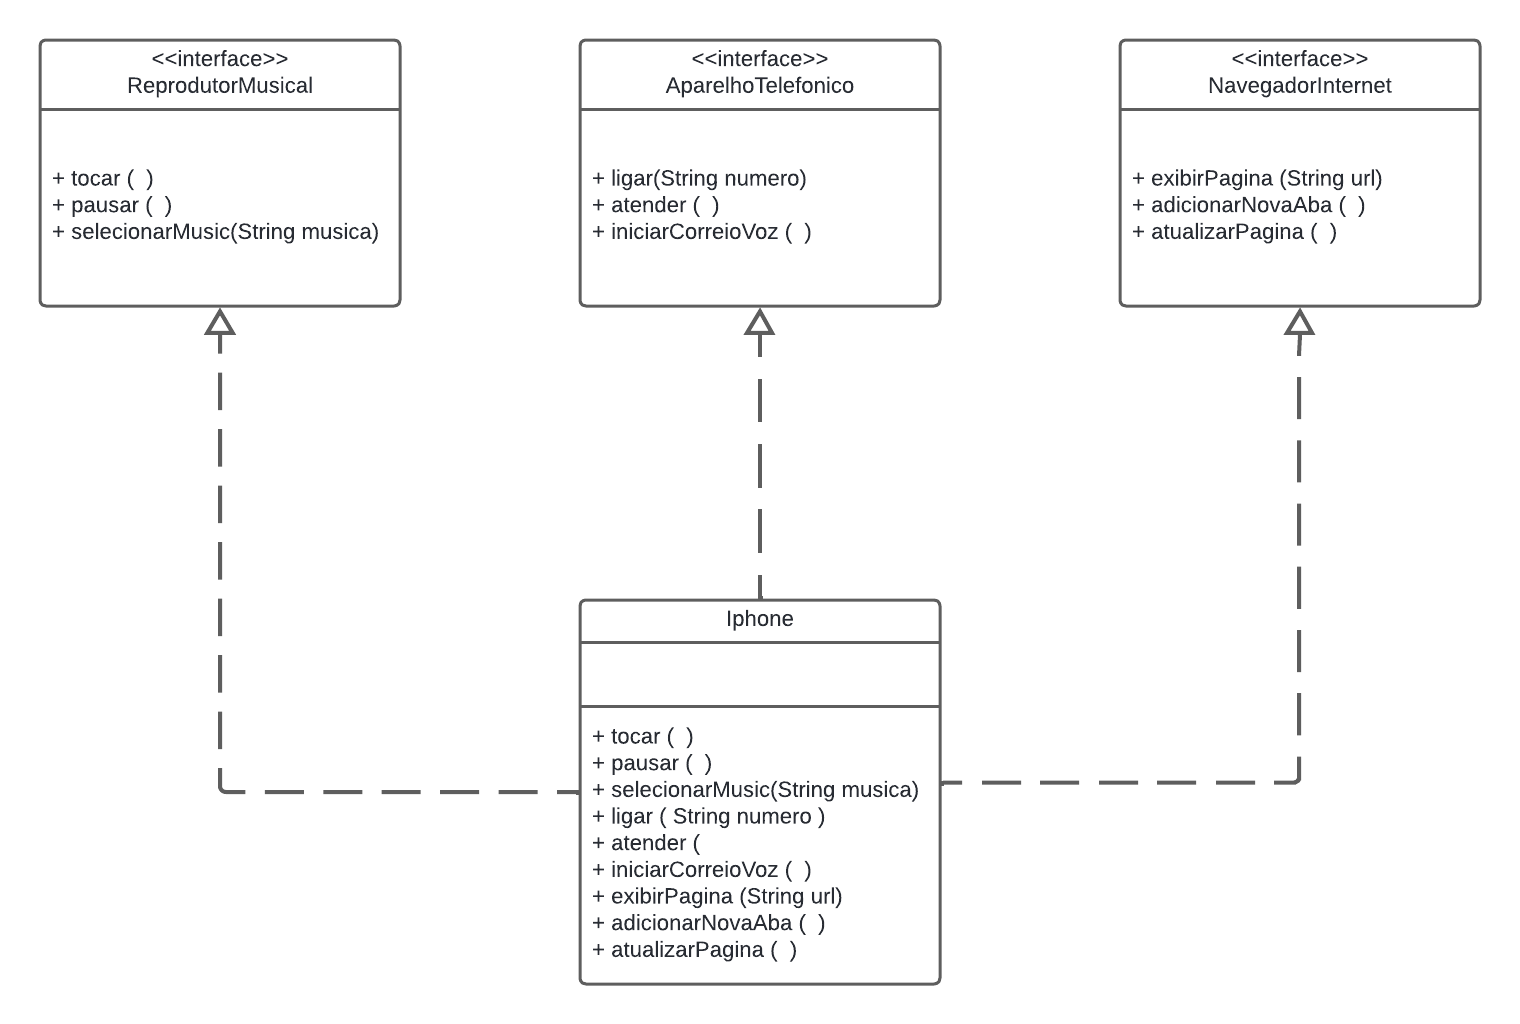 <<interface>>
ReprodutorMusical
+ tocar (  )
+ pausar (  )
+ selecionarMusic(String musica)
<<interface>>
AparelhoTelefonico
+ ligar(String numero)
+ atender (  )
+ iniciarCorreioVoz (  )
<<interface>>
NavegadorInternet
+ exibirPagina (String url)
+ adicionarNovaAba (  )
+ atualizarPagina (  )
Iphone
+ tocar (  )
+ pausar (  )
+ selecionarMusic(String musica)
+ ligar ( String numero )
+ atender (
+ iniciarCorreioVoz (  )
+ exibirPagina (String url)
+ adicionarNovaAba (  )
+ atualizarPagina (  )